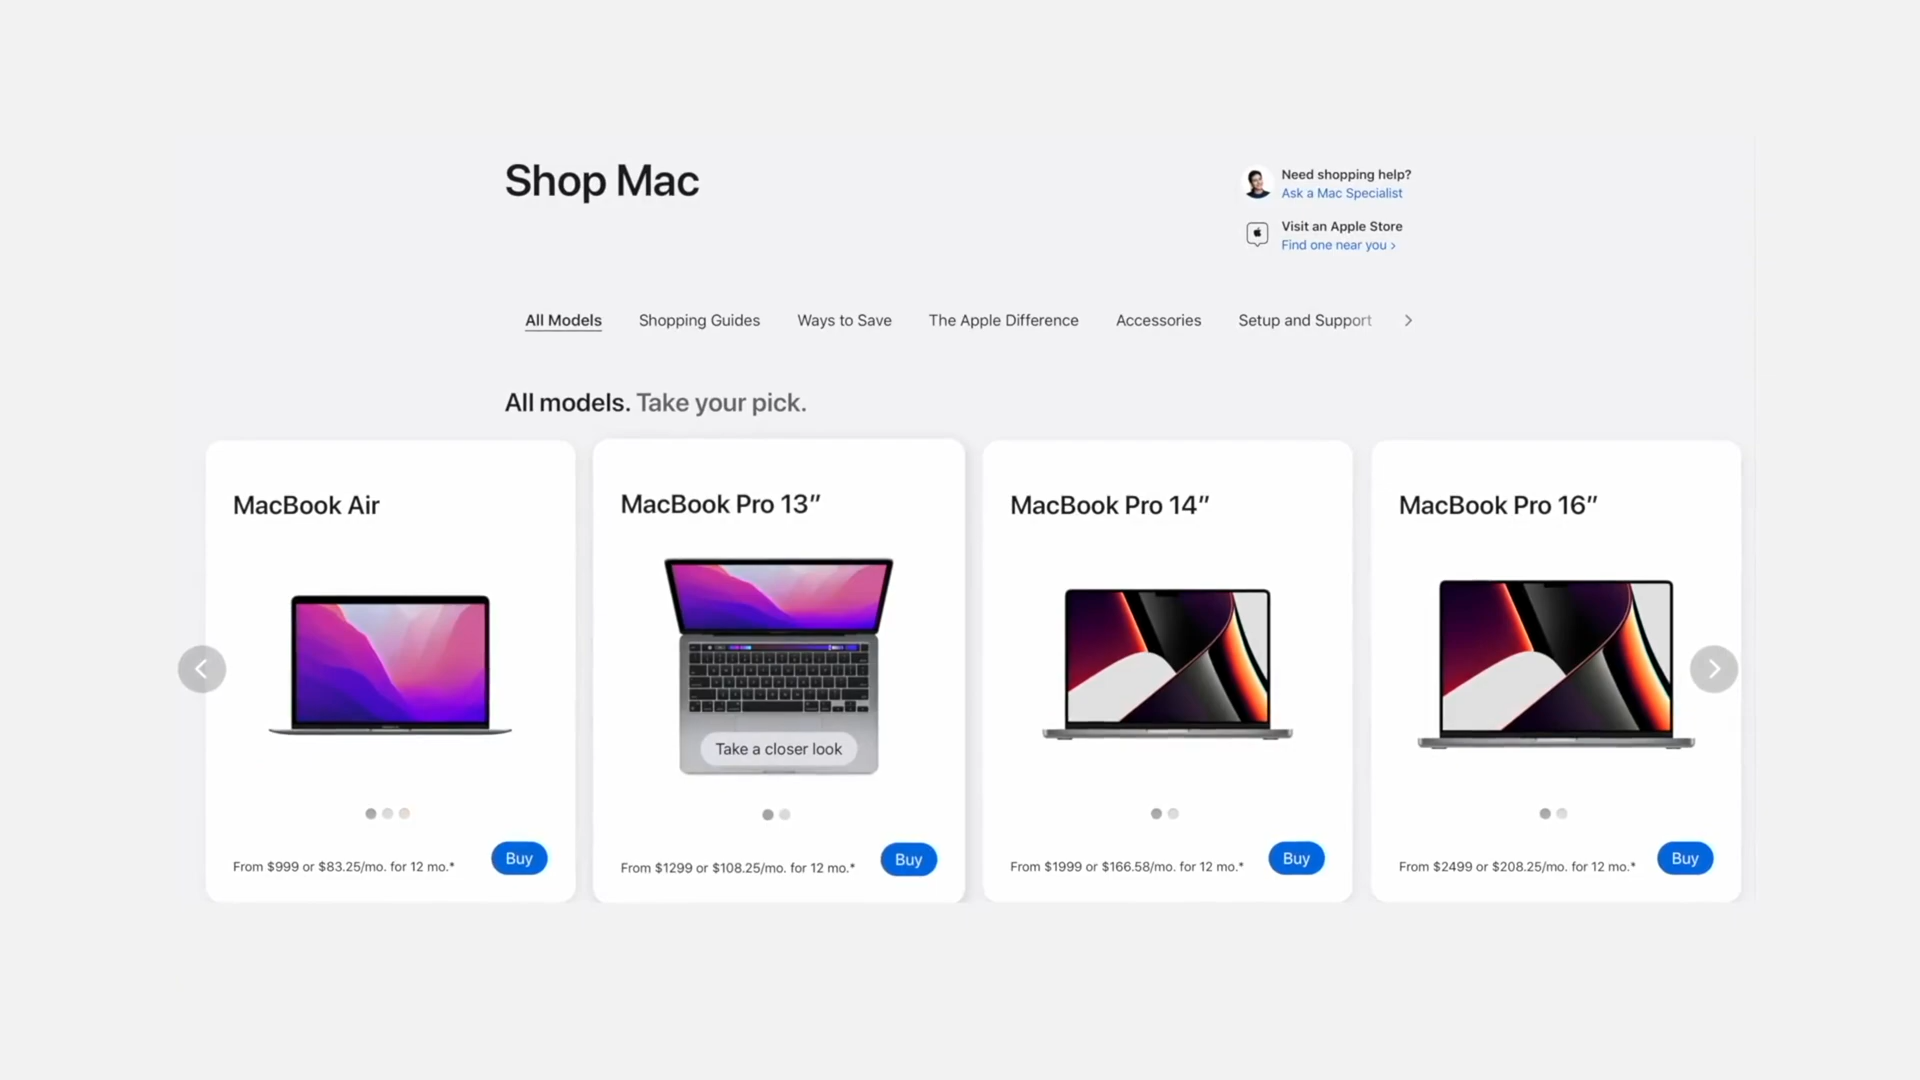 Shop Mac
Need shopping help?
Ask a Mac Specialist
Visit an Apple Store
Find one near you ›
All Models
Shopping Guides
Ways to Save
The Apple Difference
Accessories
Setup and Support
All models. Take your pick.
MacBook Air
From $999 or $83.25/mo. for 12 mo.*
Buy
MacBook Pro 13”
Take a closer look
From $1299 or $108.25/mo. for 12 mo.*
Buy
MacBook Pro 14”
From $1999 or $166.58/mo. for 12 mo.*
Buy
MacBook Pro 16”
From $2499 or $208.25/mo. for 12 mo.*
Buy